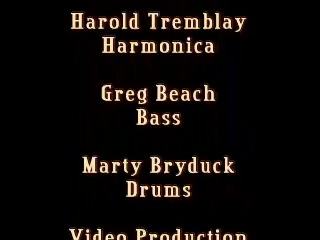 Harold Tremblay
Harmonica
Greg Beach
Bass
Marty Bryduck
Drums
Video Production